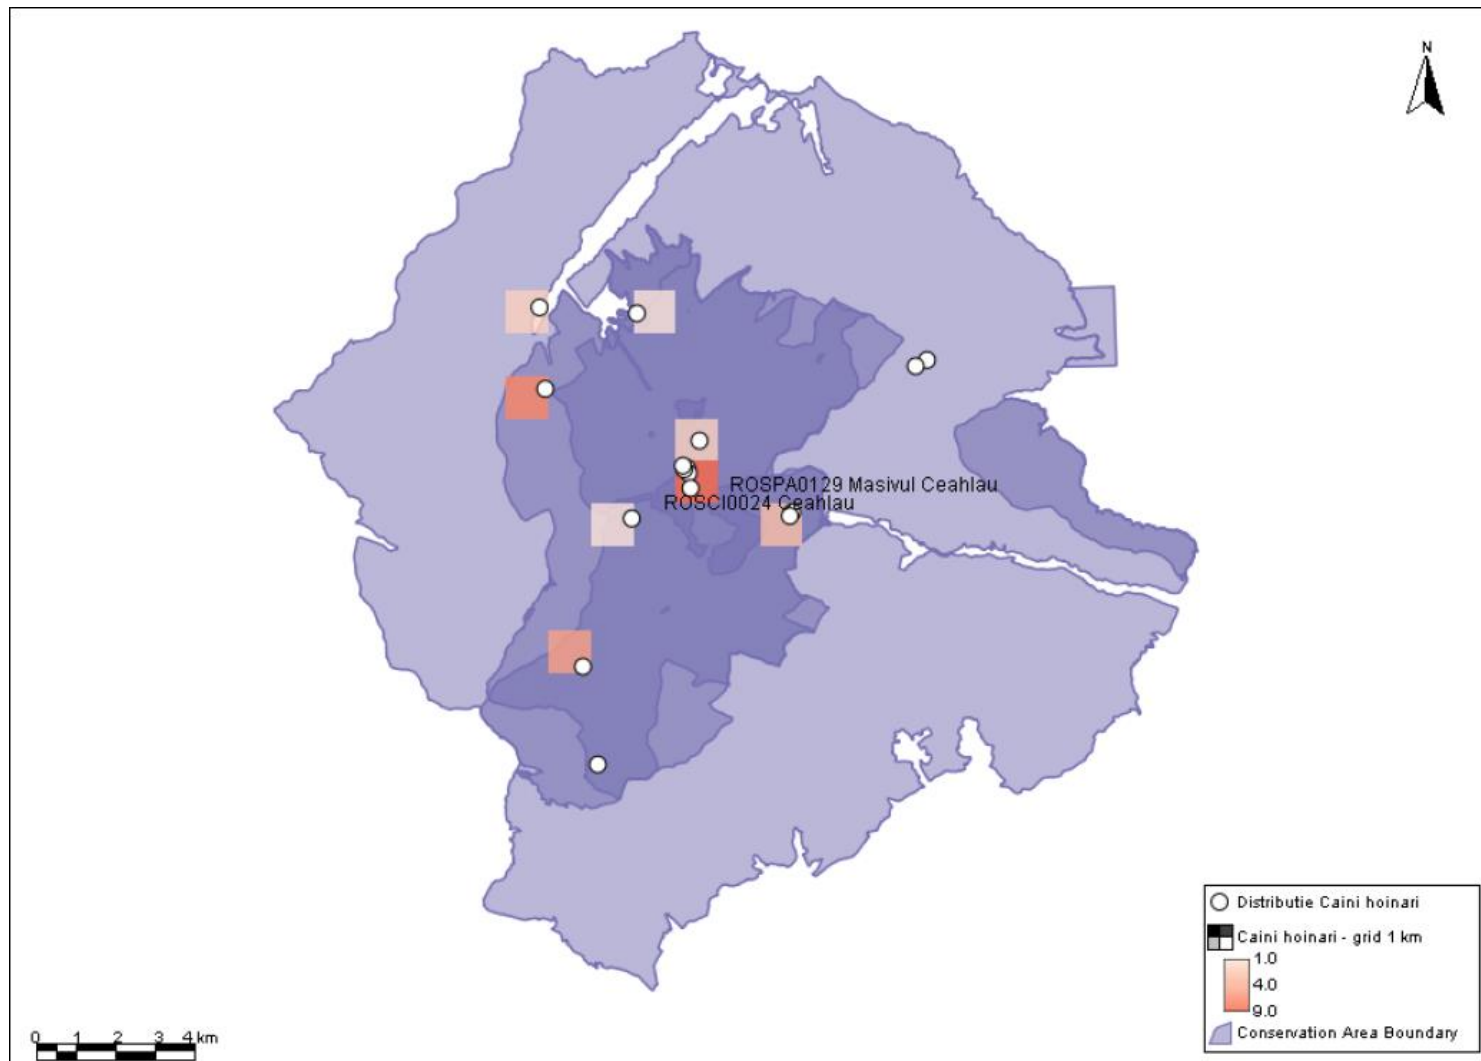 N
ROSPA0129 Masivul Ceahlau
ROSCI0024 Ceahlau
Distributie Caini hoinari
Caini hoinari - grid 1 km
1.0
4.0
9.0
Conservation Area Boundary
0 1 2 3 4 km